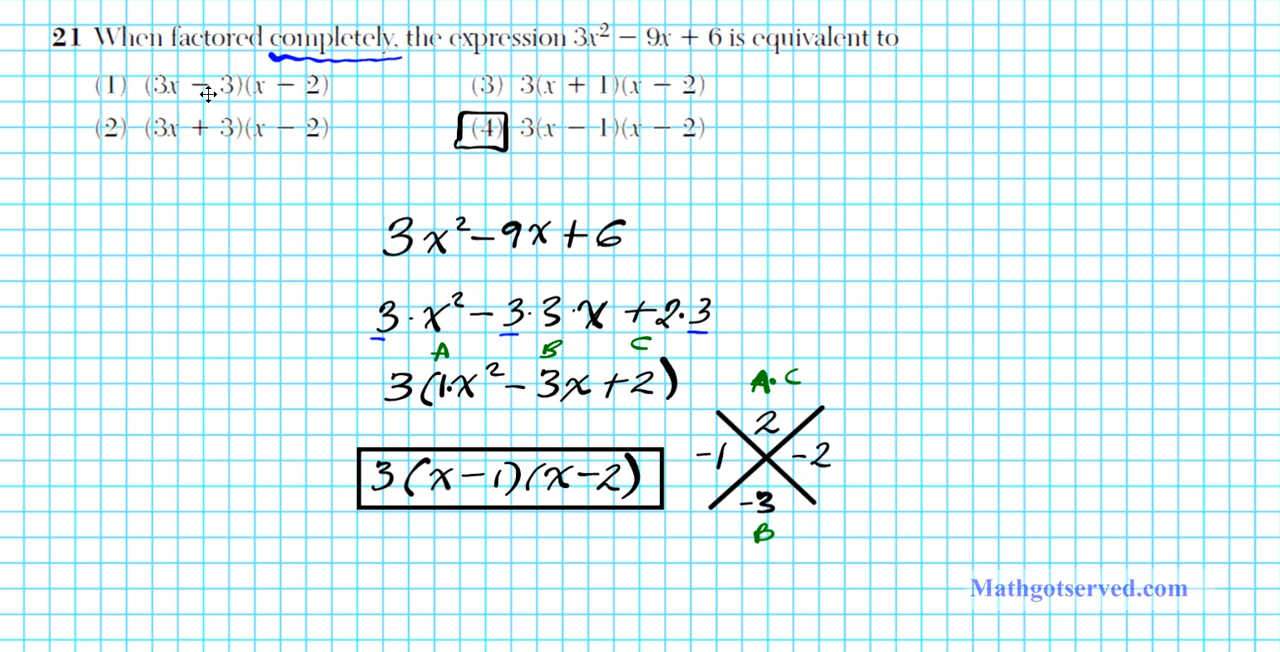 21 When factored completely, the expression 3x² − 9x + 6 is equivalent to
(1) (3x − 3)(x − 2) (3) 3(x + 1)(x − 2)
(2) (3x + 3)(x − 2) (4) 3(x − 1)(x − 2)
3x² − 9x + 6
3 · x² − 3 · 3 · x + 2 · 3
A B C
3(1·x² − 3x + 2)
A · C
2
-1 -2
3(x − 1)(x − 2)
-3
B
Mathgotserved.com